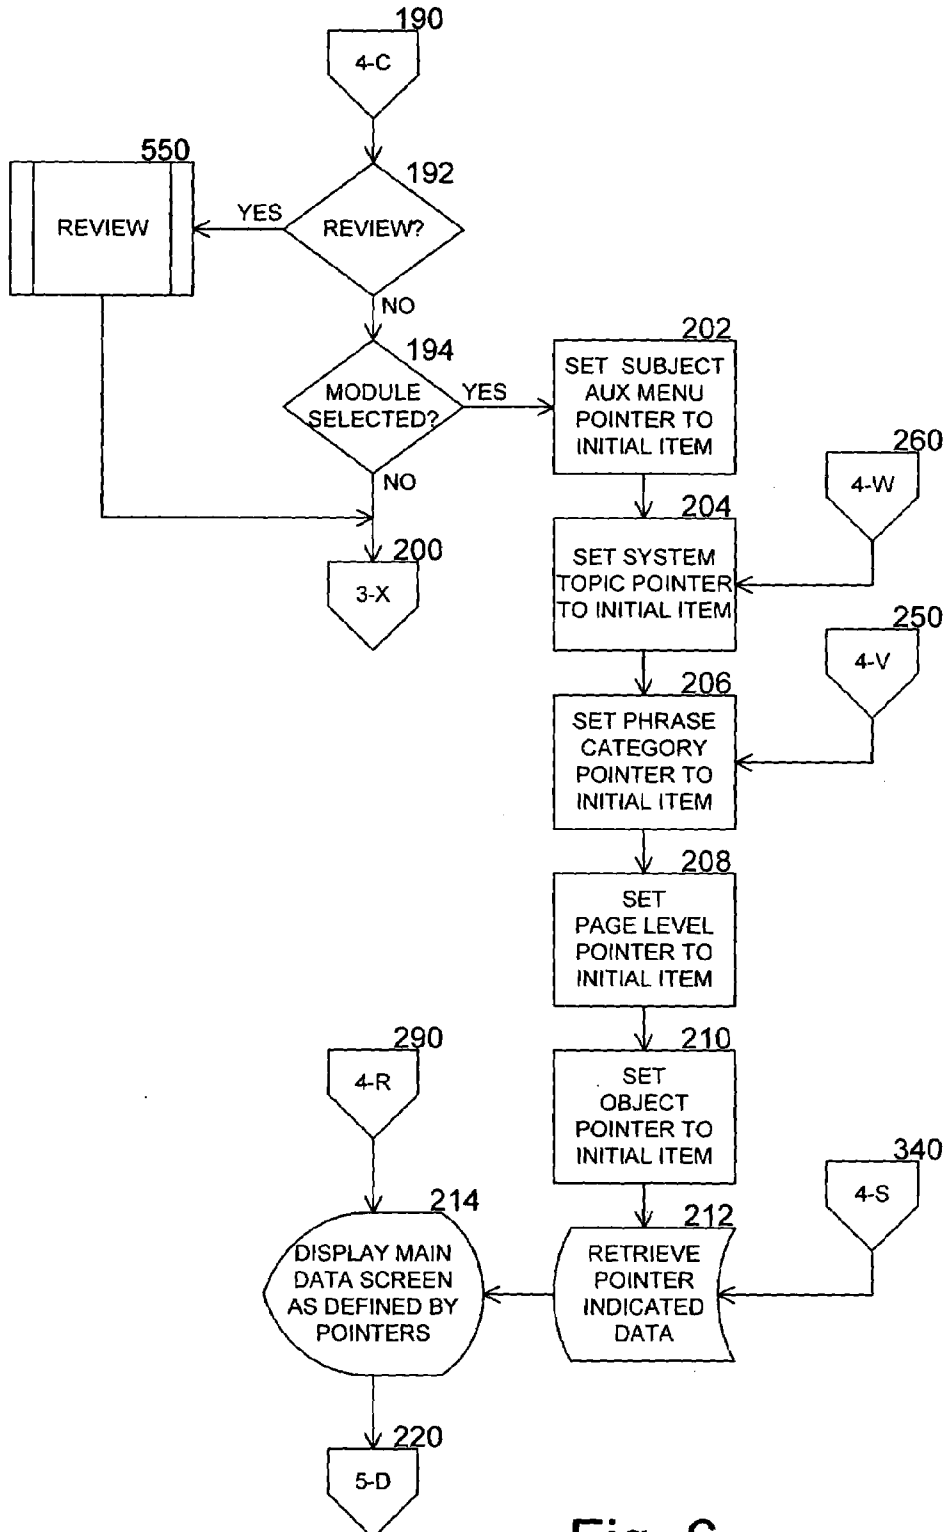 190
4-C
550
192
REVIEW
YES
REVIEW?
NO
194
MODULE
SELECTED?
YES
NO
202
SET SUBJECT
AUX MENU
POINTER TO
INITIAL ITEM
260
4-W
204
SET SYSTEM
TOPIC POINTER
TO INITIAL ITEM
200
3-X
250
4-V
206
SET PHRASE
CATEGORY
POINTER TO
INITIAL ITEM
208
SET
PAGE LEVEL
POINTER TO
INITIAL ITEM
290
4-R
210
SET
OBJECT
POINTER TO
INITIAL ITEM
340
4-S
214
DISPLAY MAIN
DATA SCREEN
AS DEFINED BY
POINTERS
212
RETRIEVE
POINTER
INDICATED
DATA
220
5-D
Fig.